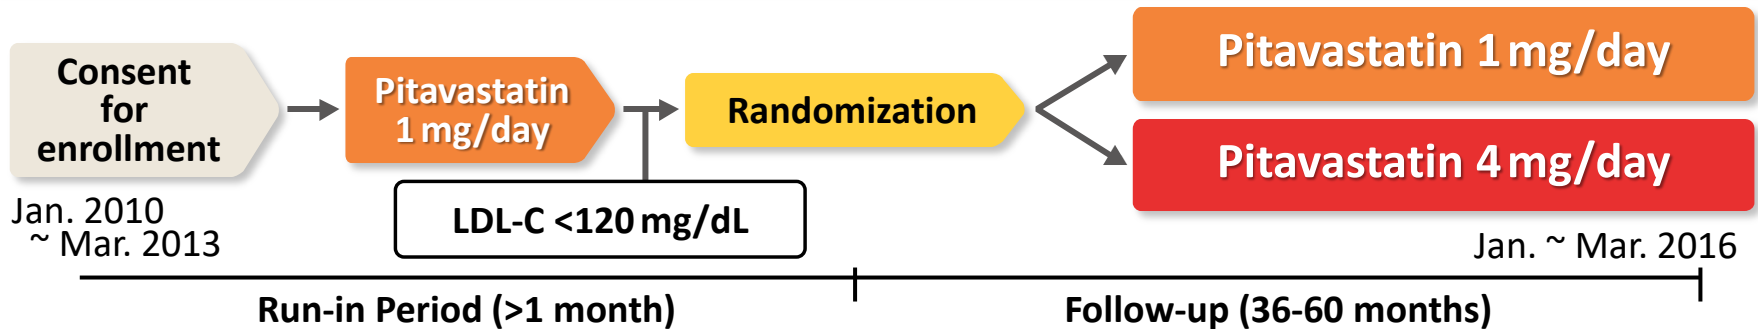 Consent
for
enrollment
Jan. 2010
~ Mar. 2013
Pitavastatin
1 mg/day
LDL-C <120 mg/dL
Randomization
Pitavastatin 1 mg/day
Pitavastatin 4 mg/day
Jan. ~ Mar. 2016
Run-in Period (>1 month)
Follow-up (36-60 months)